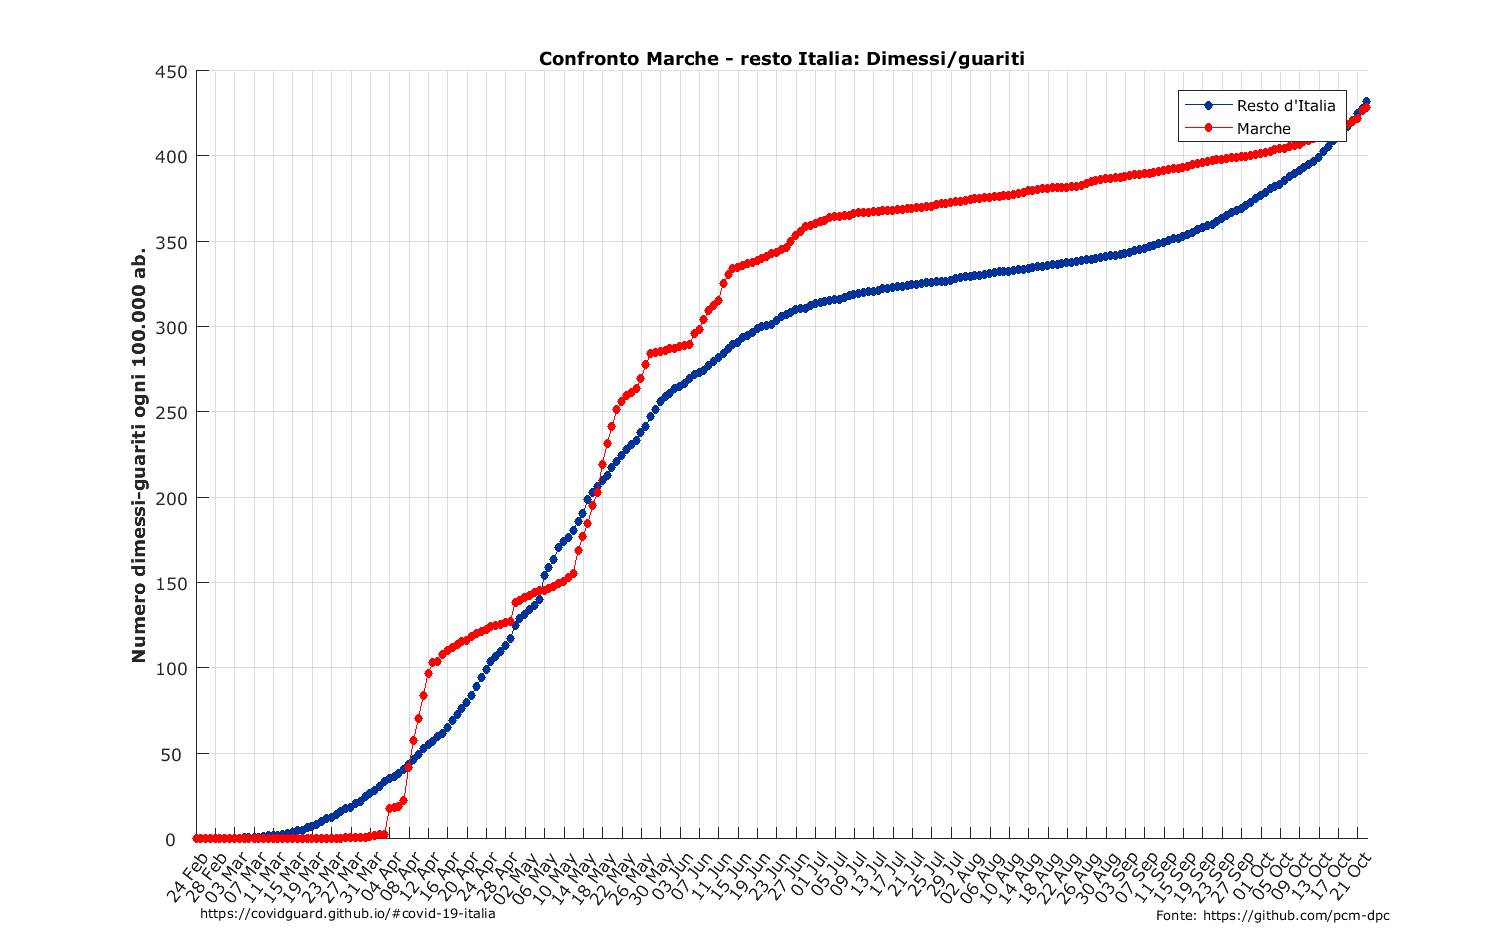 Confronto Marche - resto Italia: Dimessi/guariti
Numero dimessi-guariti ogni 100.000 ab.
450
400
350
300
250
200
150
100
50
0
Resto d'Italia
Marche
24 Feb
28 Feb
03 Mar
07 Mar
11 Mar
15 Mar
19 Mar
23 Mar
27 Mar
31 Mar
04 Apr
08 Apr
12 Apr
16 Apr
20 Apr
24 Apr
28 Apr
02 May
06 May
10 May
14 May
18 May
22 May
26 May
30 May
03 Jun
07 Jun
11 Jun
15 Jun
19 Jun
23 Jun
27 Jun
01 Jul
05 Jul
09 Jul
13 Jul
17 Jul
21 Jul
25 Jul
29 Jul
02 Aug
06 Aug
10 Aug
14 Aug
18 Aug
22 Aug
26 Aug
30 Aug
03 Sep
07 Sep
11 Sep
15 Sep
19 Sep
23 Sep
27 Sep
01 Oct
05 Oct
09 Oct
13 Oct
17 Oct
21 Oct
https://covidguard.github.io/#covid-19-italia
Fonte: https://github.com/pcm-dpc